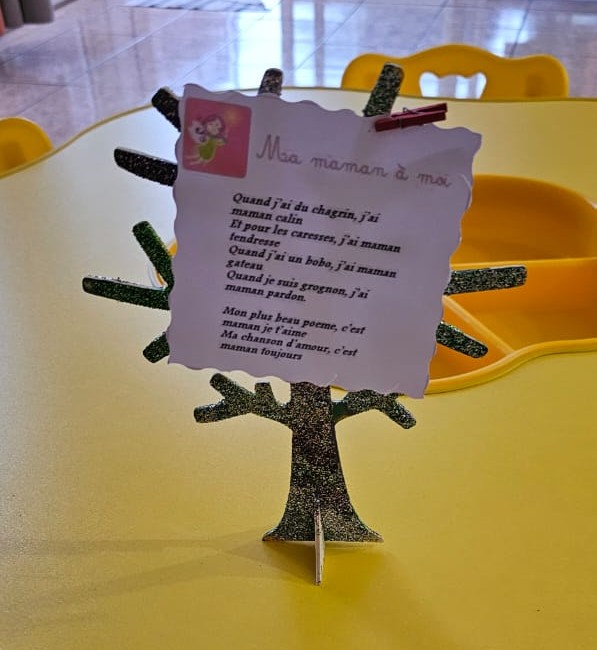 Ma maman à moi
Quand j'ai du chagrin, j'ai
maman calin
Et pour les caresses, j'ai maman
tendresse
Quand j'ai un bobo, j'ai maman
gateau
Quand je suis grognon, j'ai
maman pardon.
Mon plus beau poeme, c'est
maman je t'aime
Ma chanson d'amour, c'est
maman toujours